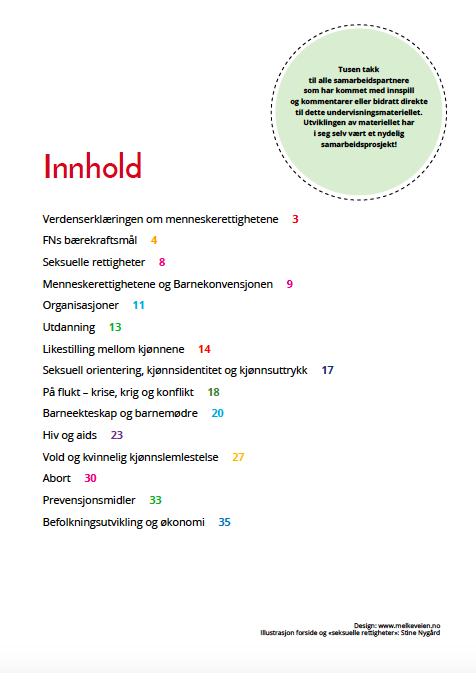 Tusen takk
til alle samarbeidspartnere
som har kommet med innspill
og kommentarer eller bidratt direkte
til dette undervisningsmateriellet.
Utviklingen av materiellet har
i seg selv vært et nydelig
samarbeidsprosjekt!
Innhold
Verdenserklæringen om menneskerettighetene 3
FNs bærekraftsmål 4
Seksuelle rettigheter 8
Menneskerettighetene og Barnekonvensjonen 9
Organisasjoner 11
Utdanning 13
Likestilling mellom kjønnene 14
Seksuell orientering, kjønnsidentitet og kjønnsuttrykk 17
På flukt – krise, krig og konflikt 18
Barneekteskap og barnemødre 20
Hiv og aids 23
Vold og kvinnelig kjønnslemlestelse 27
Abort 30
Prevensjonsmidler 33
Befolkningsutvikling og økonomi 35
Design: www.melkeveien.no
Illustrasjon forside og «seksuelle rettigheter»: Stine Nygård